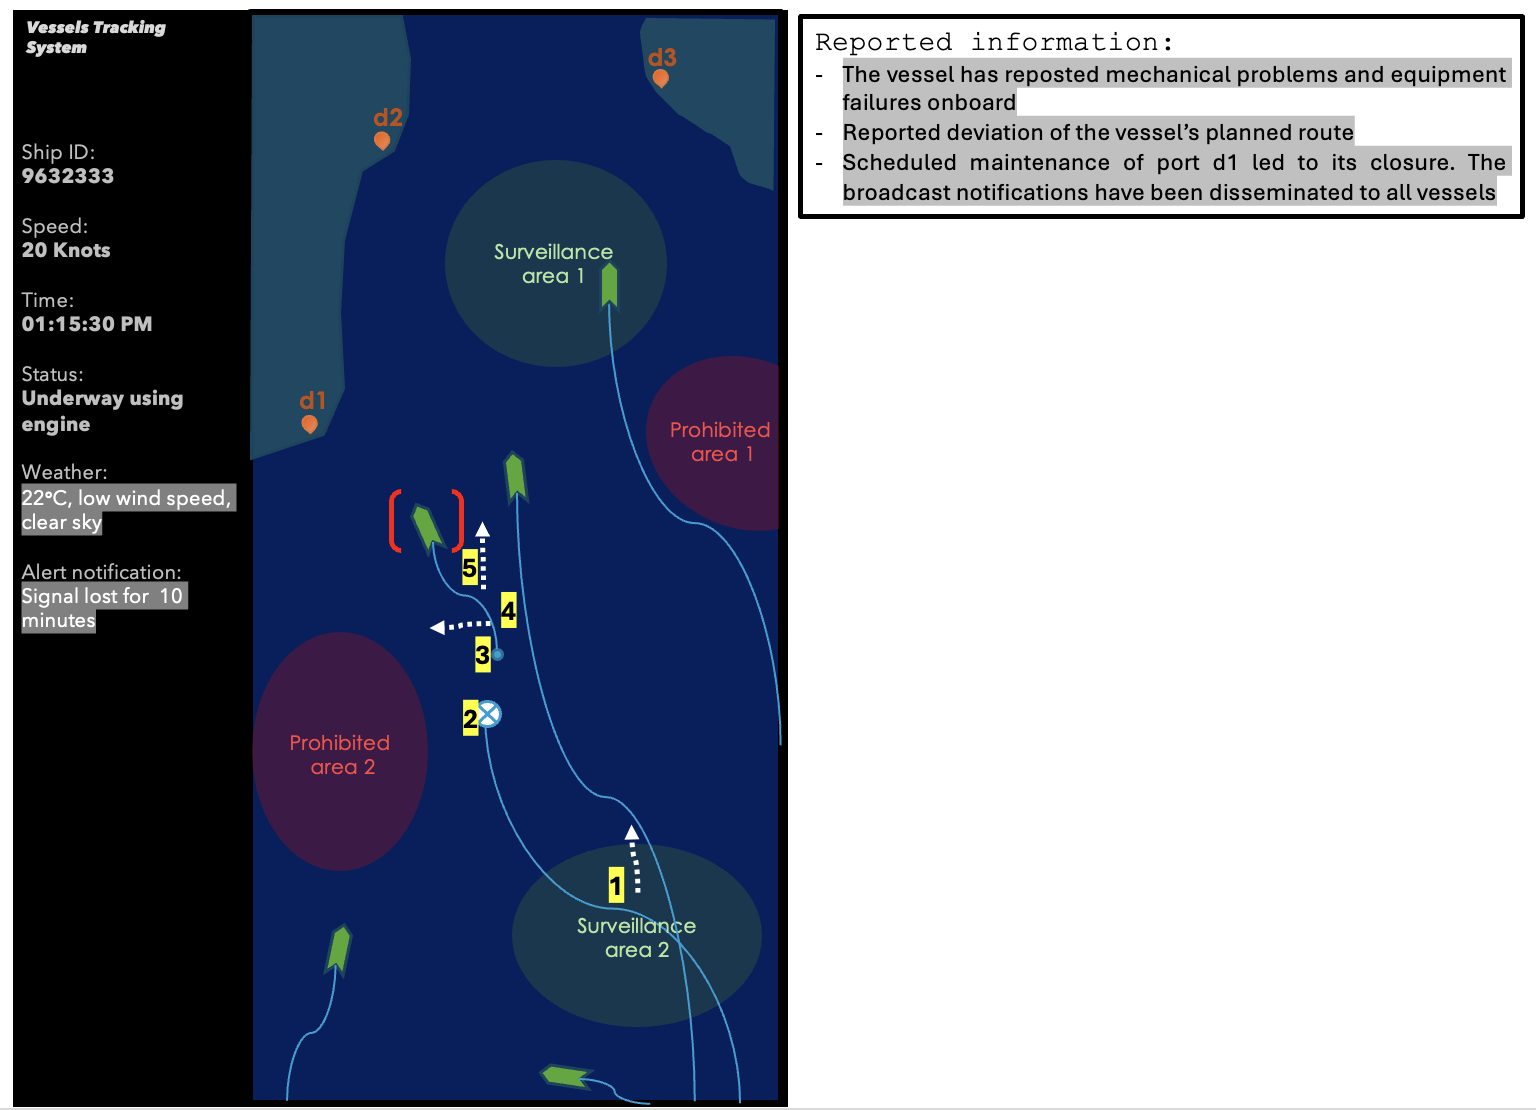 Vessels Tracking
System
Ship ID:
9632333
Speed:
20 Knots
Time:
01:15:30 PM
Status:
Underway using
engine
Weather:
22ºC, low wind speed,
clear sky
Alert notification:
Signal lost for 10
minutes
d3
d2
Surveillance
area 1
d1
Prohibited
area 1
5
4
3
2
Prohibited
area 2
1
Surveillance
area 2
Reported information:
- The vessel has reposted mechanical problems and equipment
failures onboard
- Reported deviation of the vessel’s planned route
- Scheduled maintenance of port d1 led to its closure. The
broadcast notifications have been disseminated to all vessels